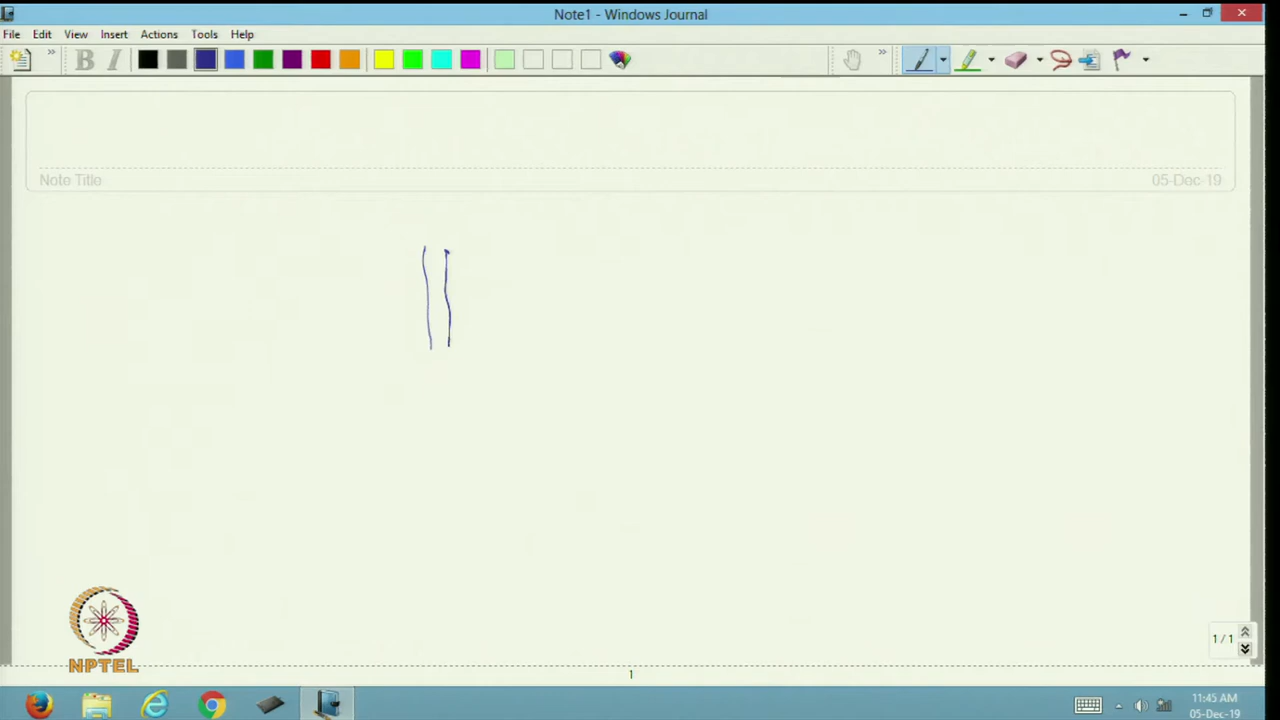 Note1 - Windows Journal
File Edit View Insert Actions Tools Help
B I
Note Title
05-Dec-19
NPTEL
1 / 1
1
11:45 AM
05-Dec-19